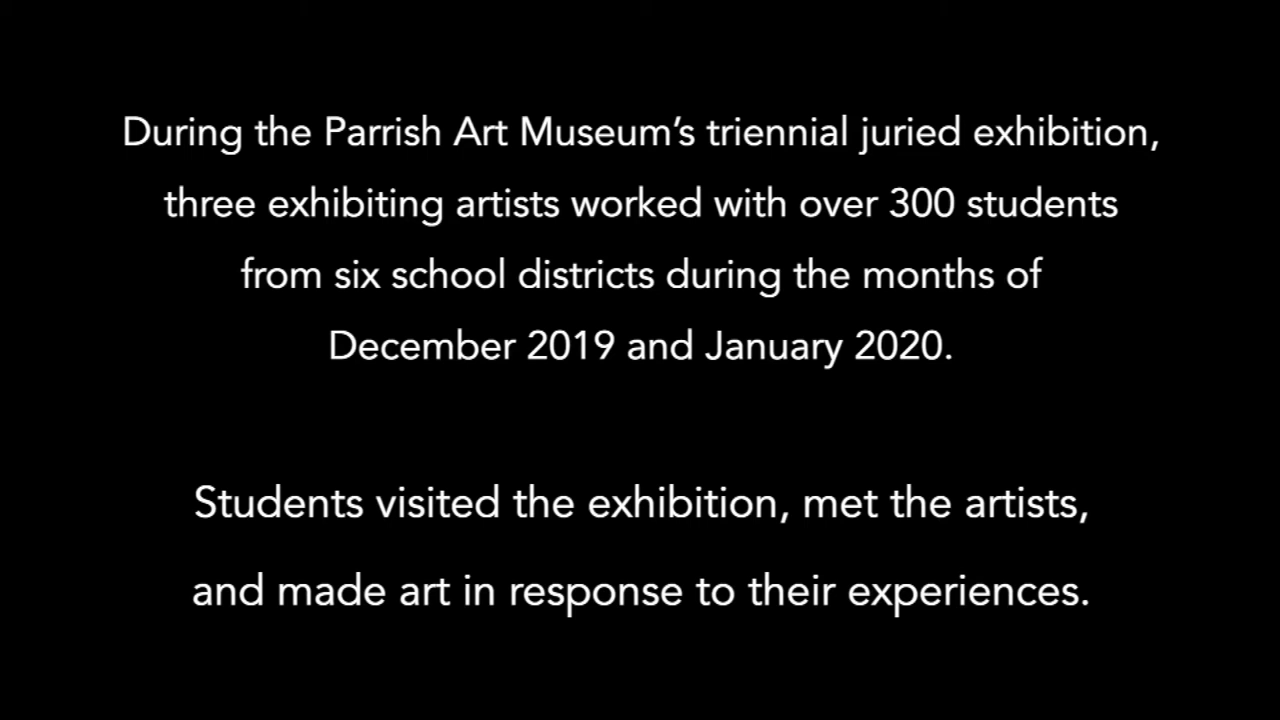 During the Parrish Art Museum’s triennial juried exhibition,
three exhibiting artists worked with over 300 students
from six school districts during the months of
December 2019 and January 2020.
Students visited the exhibition, met the artists,
and made art in response to their experiences.